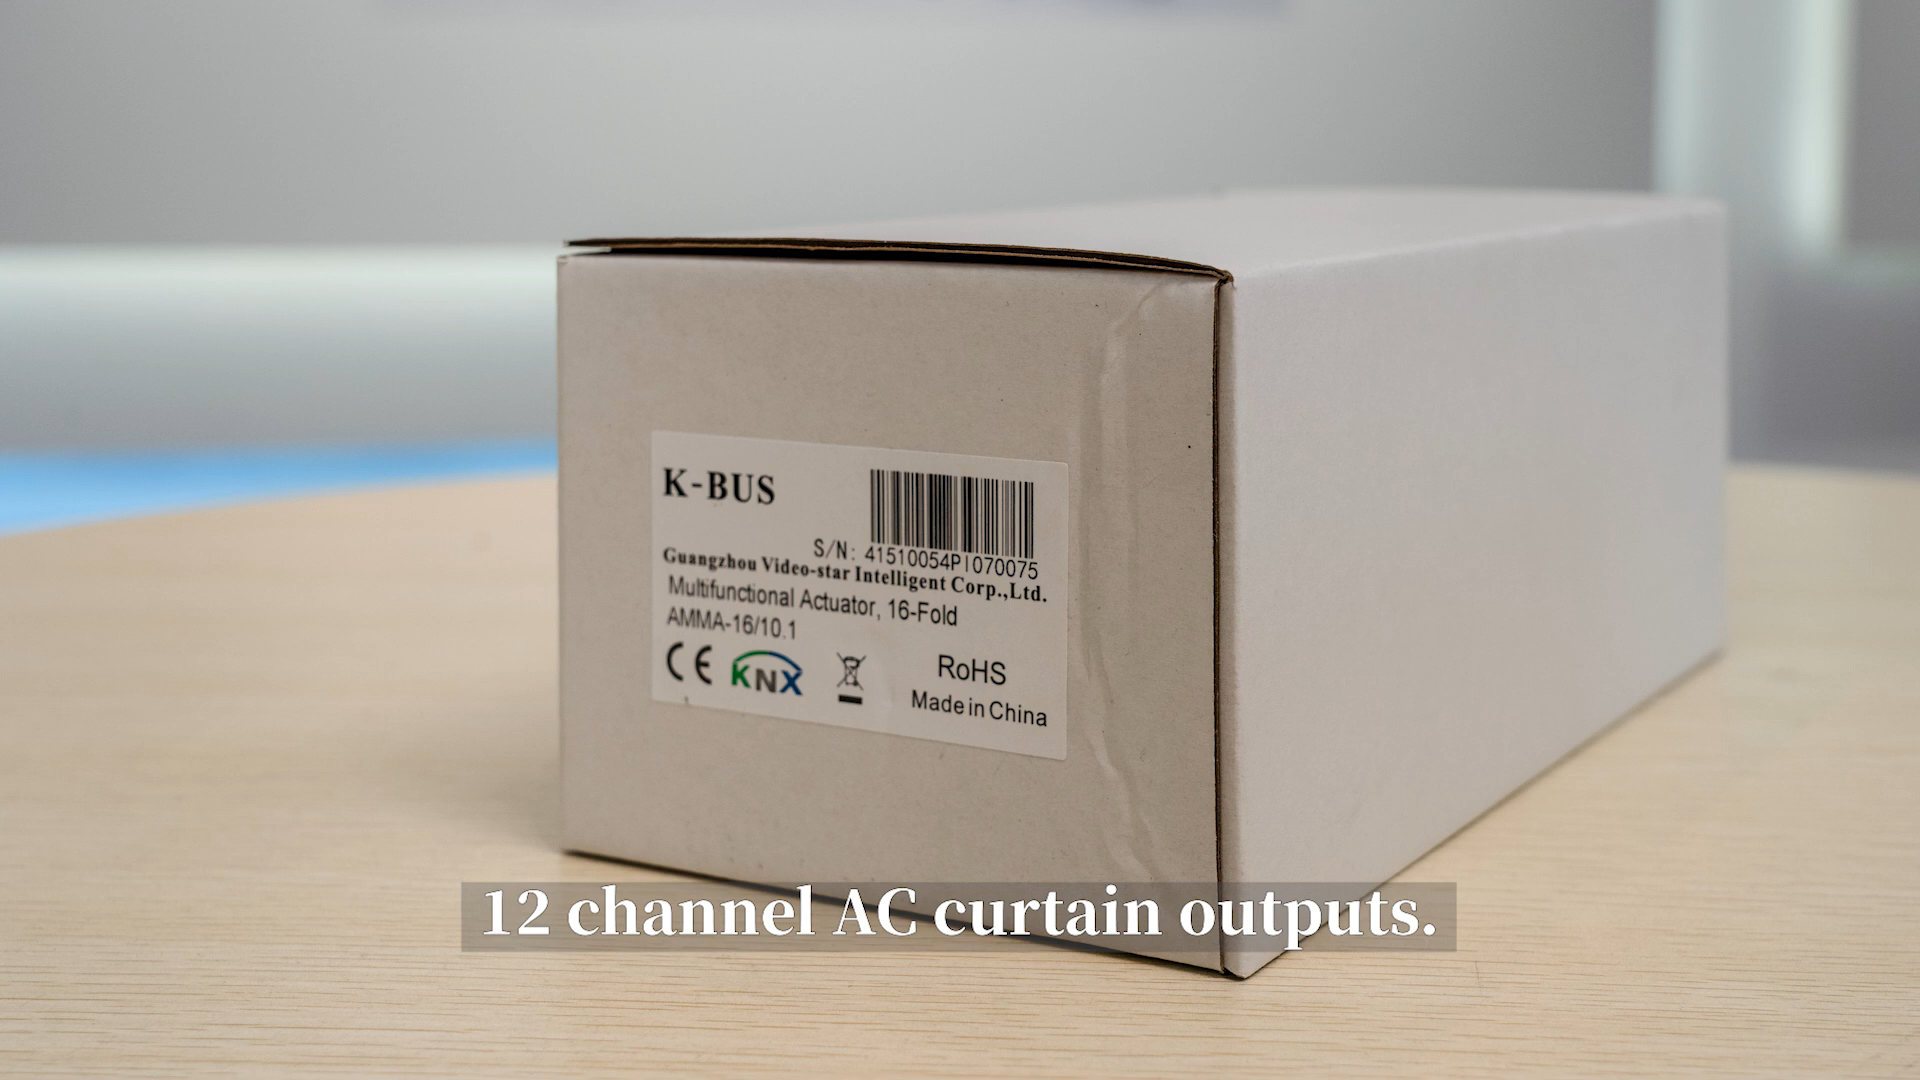 K-BUS
S/N: 41510054PI070075
Guangzhou Video-star Intelligent Corp.,Ltd.
Multifunctional Actuator, 16-Fold
AMMA-16/10.1
CE KNX RoHS
Made in China
12 channel AC curtain outputs.